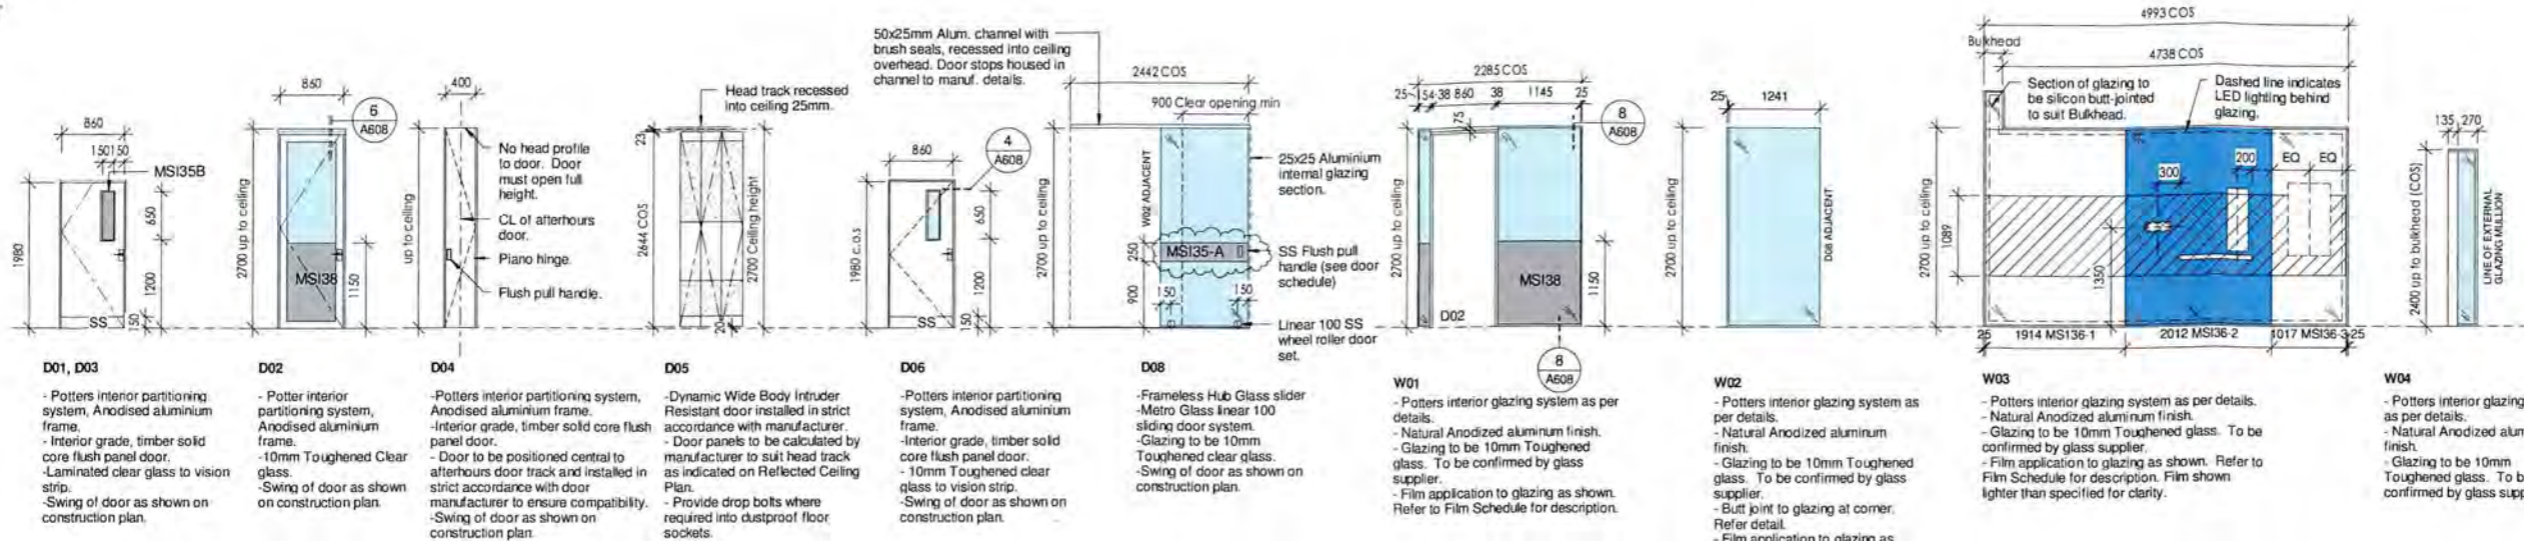 860
150 150
MSI35B
1980
650
1200
150
SS
860
6
A608
2700 up to ceiling
MSI38
1150
400
up to ceiling
No head profile
to door. Door
must open full
height.
CL of afterhours
door.
Piano hinge.
Flush pull handle.
Head track recessed
into ceiling 25mm.
23
2644 COS
2700 Ceiling height
20
860
4
A608
1980 c.o.s
650
1200
150
SS
50x25mm Alum. channel with
brush seals, recessed into ceiling
overhead. Door stops housed in
channel to manuf. details.
2442 COS
900 Clear opening min
2700 up to ceiling
W02 ADJACENT
250
MSI35-A
900
150
150
25x25 Aluminium
internal glazing
section.
SS Flush pull
handle (see door
schedule)
Linear 100 SS
wheel roller door
set.
2285 COS
25 154 38 860 38 1145 25
75
8
A608
2700 up to ceiling
D02
MSI38
1150
8
A608
25 1241
2700 up to ceiling
D08 ADJACENT
4993 COS
Bulkhead
4738 COS
Section of glazing to
be silicon butt-jointed
to suit Bulkhead.
Dashed line indicates
LED lighting behind
glazing.
2700 up to ceiling
1089
1350
300
200
EQ EQ
25 1914 MS136-1 2012 MSI36-2 1017 MSI36-3 25
135 270
2400 up to bulkhead (COS)
LINE OF EXTERNAL
GLAZING MULLION
D01, D03
- Potters interior partitioning
system, Anodised aluminium
frame.
- Interior grade, timber solid
core flush panel door.
-Laminated clear glass to vision
strip.
-Swing of door as shown on
construction plan.
D02
- Potter interior
partitioning system,
Anodised aluminium
frame.
-10mm Toughened Clear
glass.
-Swing of door as shown
on construction plan.
D04
-Potters interior partitioning system,
Anodised aluminium frame.
-Interior grade, timber solid core flush
panel door.
- Door to be positioned central to
afterhours door track and installed in
strict accordance with door
manufacturer to ensure compatibility.
-Swing of door as shown on
construction plan.
D05
-Dynamic Wide Body Intruder
Resistant door installed in strict
accordance with manufacturer.
- Door panels to be calculated by
manufacturer to suit head track
as indicated on Reflected Ceiling
Plan.
- Provide drop bolts where
required into dustproof floor
sockets.
D06
-Potters interior partitioning
system, Anodised aluminium
frame.
-Interior grade, timber solid
core flush panel door.
- 10mm Toughened clear
glass to vision strip.
-Swing of door as shown on
construction plan.
D08
-Frameless Hub Glass slider
-Metro Glass linear 100
sliding door system.
-Glazing to be 10mm
Toughened clear glass.
-Swing of door as shown on
construction plan.
W01
- Potters interior glazing system as per
details.
- Natural Anodized aluminum finish.
- Glazing to be 10mm Toughened
glass. To be confirmed by glass
supplier.
- Film application to glazing as shown.
Refer to Film Schedule for description.
W02
- Potters interior glazing system as
per details.
- Natural Anodized aluminum
finish.
- Glazing to be 10mm Toughened
glass. To be confirmed by glass
supplier.
- Butt joint to glazing at corner.
Refer detail.
- Film application to glazing as
W03
- Potters interior glazing system as per details.
- Natural Anodized aluminum finish.
- Glazing to be 10mm Toughened glass. To be
confirmed by glass supplier.
- Film application to glazing as shown. Refer to
Film Schedule for description. Film shown
lighter than specified for clarity.
W04
- Potters interior glazing
as per details.
- Natural Anodized alum
finish.
- Glazing to be 10mm
Toughened glass. To b
confirmed by glass supp